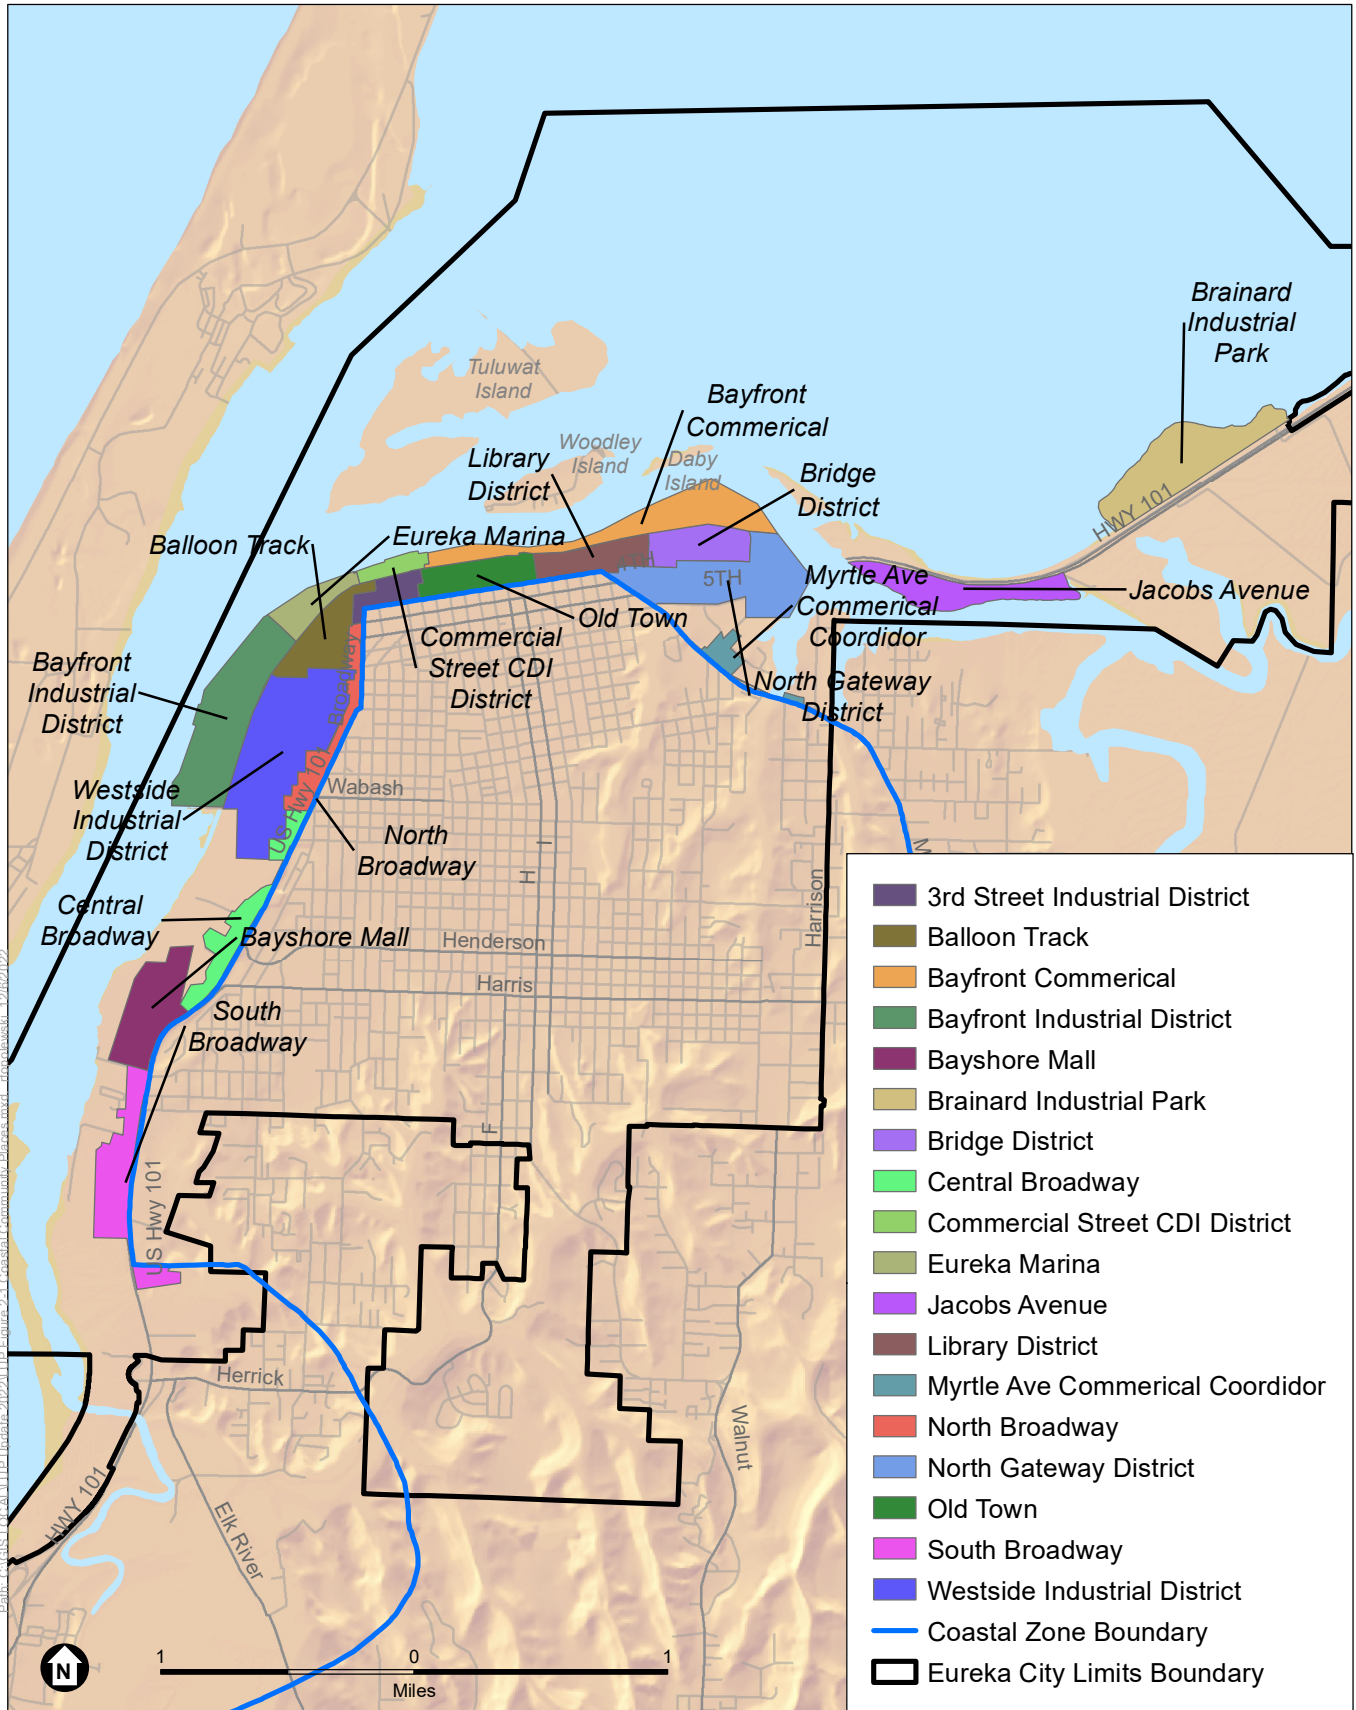 Brainard
Industrial
Park
Tuluwat
Island
Bayfront
Commerical
Woodley
Island
Daby
Island
Library
District
Bridge
District
HWY 101
Eureka Marina
Balloon Track
4TH
5TH
Myrtle Ave
Commerical
Coordidor
Jacobs Avenue
Old Town
Commercial
Street CDI
District
Bayfront
Industrial
District
Broadway
North Gateway
District
US Hwy 101
Wabash
Westside
Industrial
District
North
Broadway
H
I
Harrison
M
Central
Broadway
Bayshore Mall
Henderson
Harris
South
Broadway
F
US Hwy 101
Herrick
Walnut
HWY 101
Elk River
3rd Street Industrial District
Balloon Track
Bayfront Commerical
Bayfront Industrial District
Bayshore Mall
Brainard Industrial Park
Bridge District
Central Broadway
Commercial Street CDI District
Eureka Marina
Jacobs Avenue
Library District
Myrtle Ave Commerical Coordidor
North Broadway
North Gateway District
Old Town
South Broadway
Westside Industrial District
Coastal Zone Boundary
Eureka City Limits Boundary
N
1 0 1
Miles